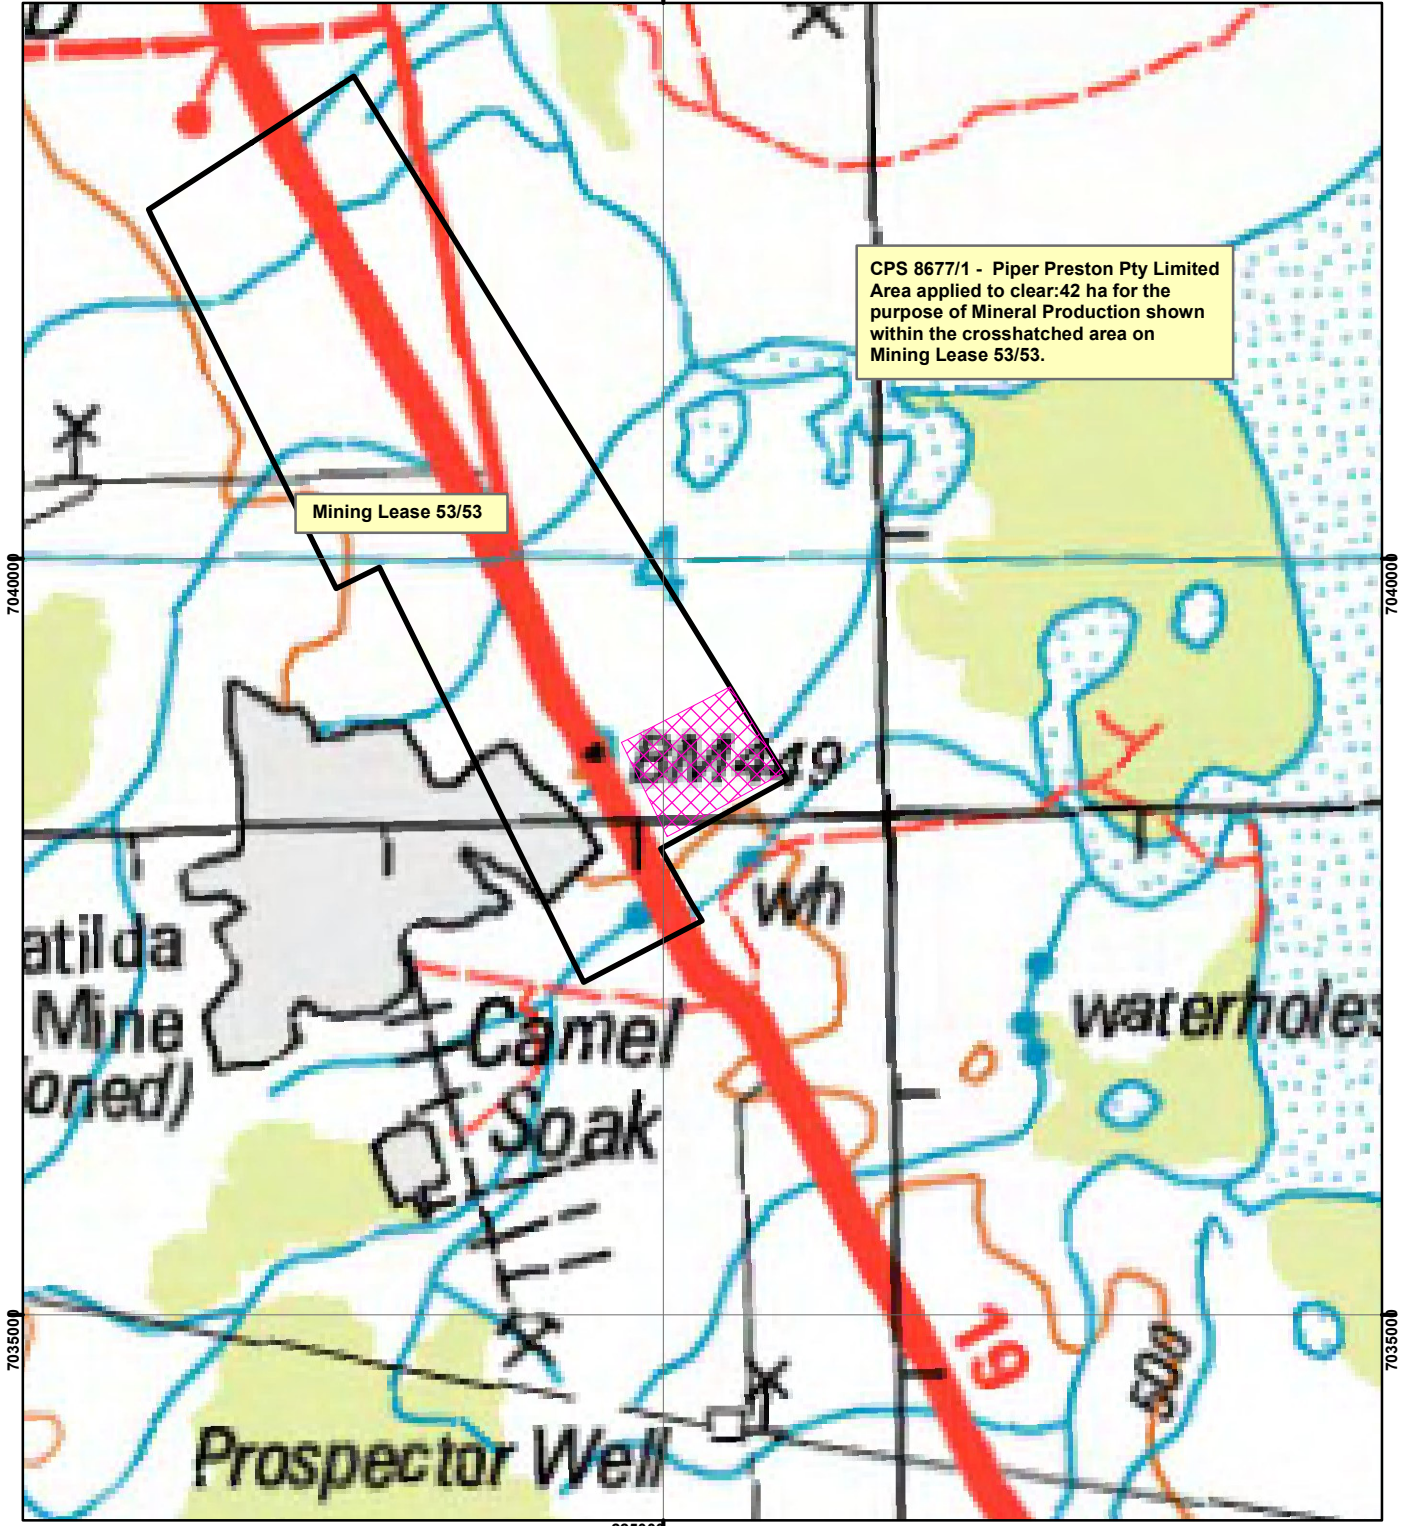 CPS 8677/1 - Piper Preston Pty Limited
Area applied to clear:42 ha for the
purpose of Mineral Production shown
within the crosshatched area on
Mining Lease 53/53.
Mining Lease 53/53
7040000
7040000
BM 449
Wh
atilda
Mine
oned)
Camel
Soak
waterholes
7035000
7035000
19
500
Prospector Well